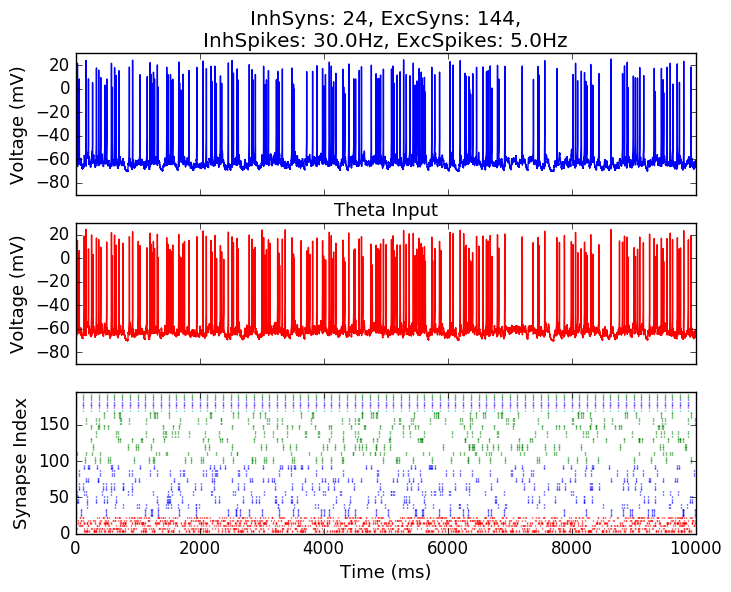 InhSyns: 24, ExcSyns: 144,
InhSpikes: 30.0Hz, ExcSpikes: 5.0Hz
20
0
−20
−40
−60
−80
Voltage (mV)
Theta Input
20
0
−20
−40
−60
−80
Voltage (mV)
150
100
50
0
Synapse Index
0 2000 4000 6000 8000 10000
Time (ms)